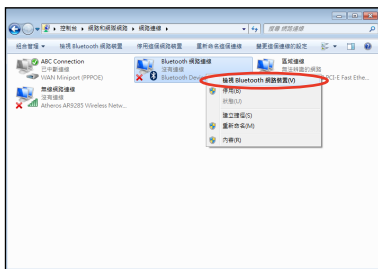 控制台 ▸ 網路和網際網路 ▸ 網路連線 ▸
搜尋 網路連線
組合管理 檢視 Bluetooth 網路裝置 停用這個網路裝置 重新命名這個連線 變更這個連線的設定
ABC Connection
已中斷連線
WAN Miniport (PPPOE)
Bluetooth 網路連線
沒有連線
Bluetooth Devi
區域連線
無法辨識的網路
PCI-E Fast Ethe...
無線網路連線
沒有連線
Atheros AR9285 Wireless Netw...
檢視 Bluetooth 網路裝置(V)
停用(B)
狀態(U)
建立捷徑(S)
重新命名(M)
內容(R)